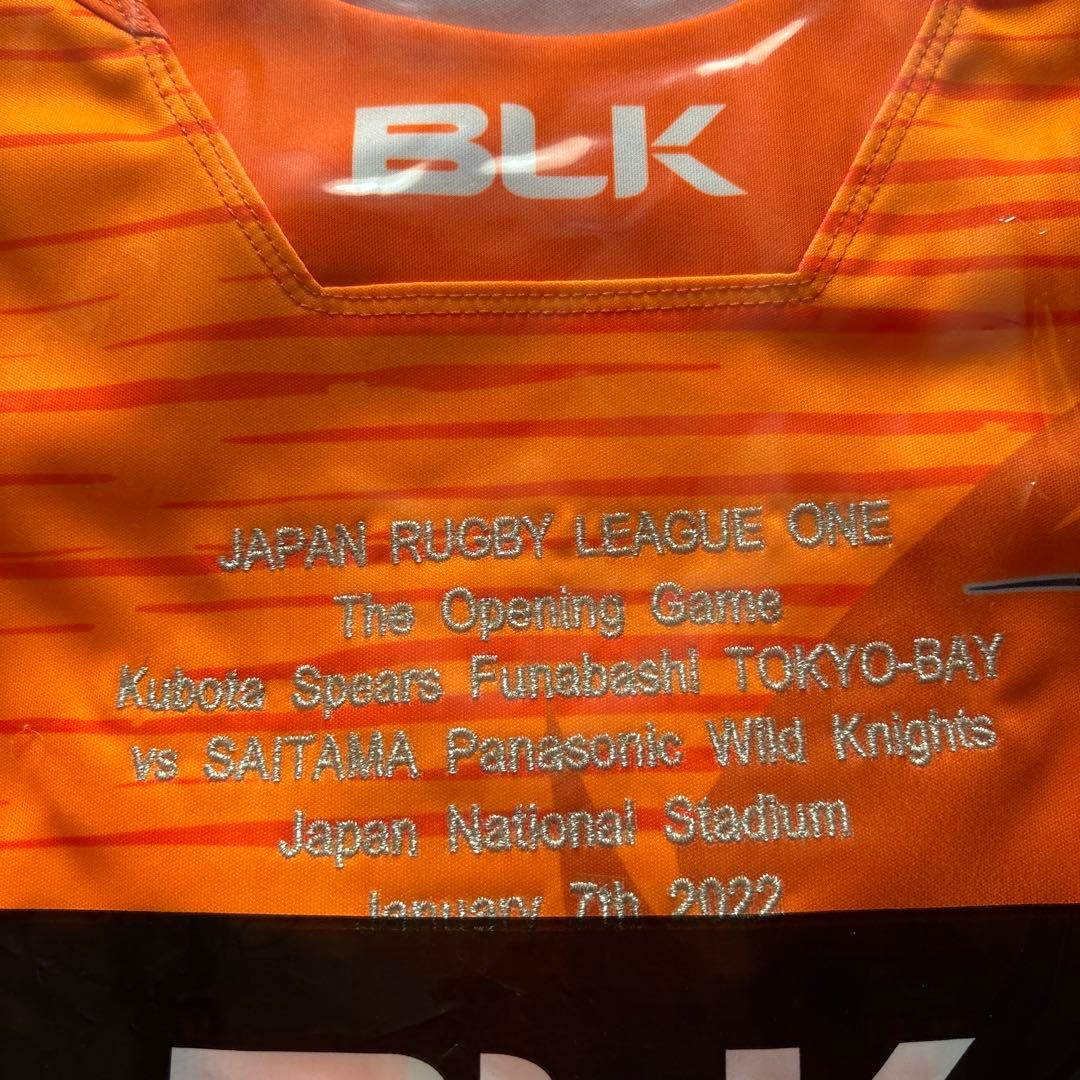 BLK
JAPAN RUGBY LEAGUE ONE
The Opening Game
Kubota Spears Funabashi TOKYO-BAY
vs SAITAMA Panasonic Wild Knights
Japan National Stadium
January 7th 2022
BLK